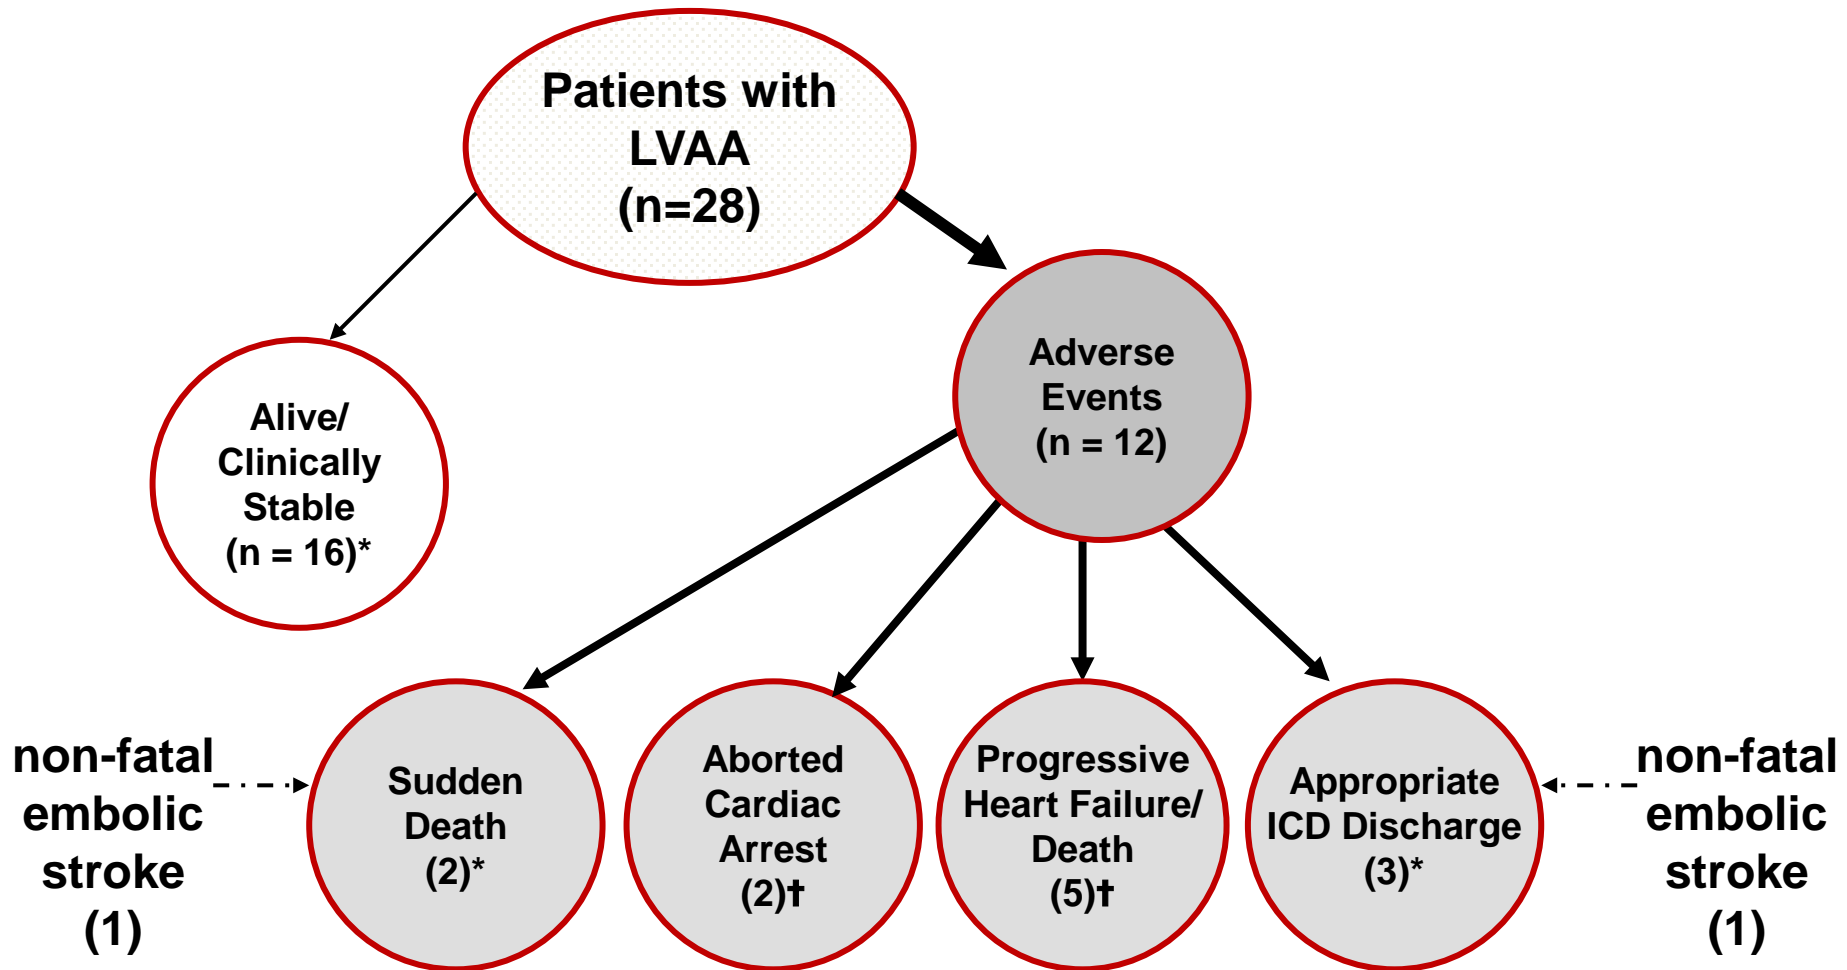 Patients with
LVAA
(n=28)
Adverse
Events
(n = 12)
Alive/
Clinically
Stable
(n = 16)*
non-fatal
embolic
stroke
(1)
Sudden
Death
(2)*
Aborted
Cardiac
Arrest
(2)†
Progressive
Heart Failure/
Death
(5)†
Appropriate
ICD Discharge
(3)*
non-fatal
embolic
stroke
(1)